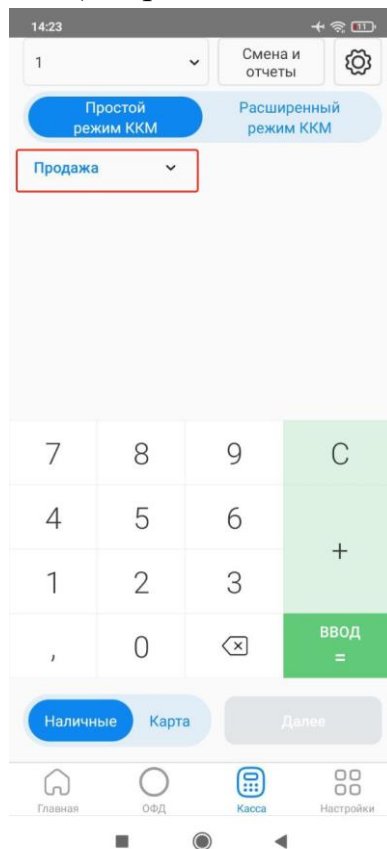 14:23
1
Смена и
отчеты
Простой
режим ККМ
Расширенный
режим ККМ
Продажа
7 8 9 C
4 5 6
+
1 2 3
, 0
ВВОД
=
Наличные Карта Далее
Главная ОФД Касса Настройки